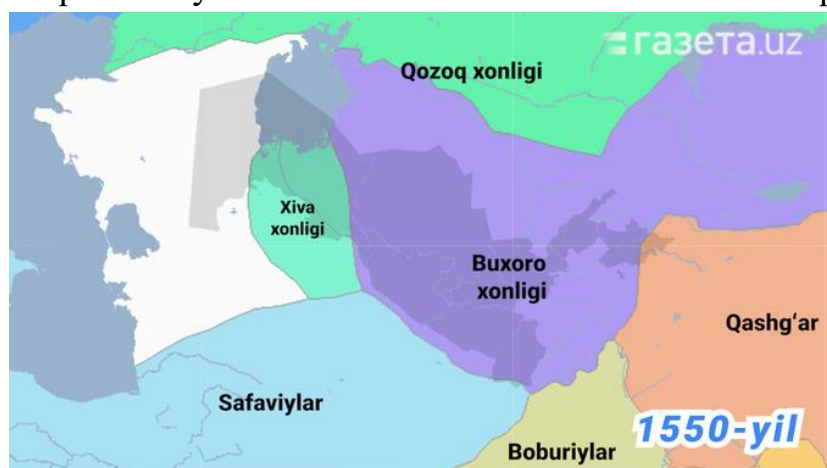 газета.uz
Qozoq xonligi
Xiva
xonligi
Buxoro
xonligi
Qashg‘ar
Safaviylar
1550-yil
Boburiylar